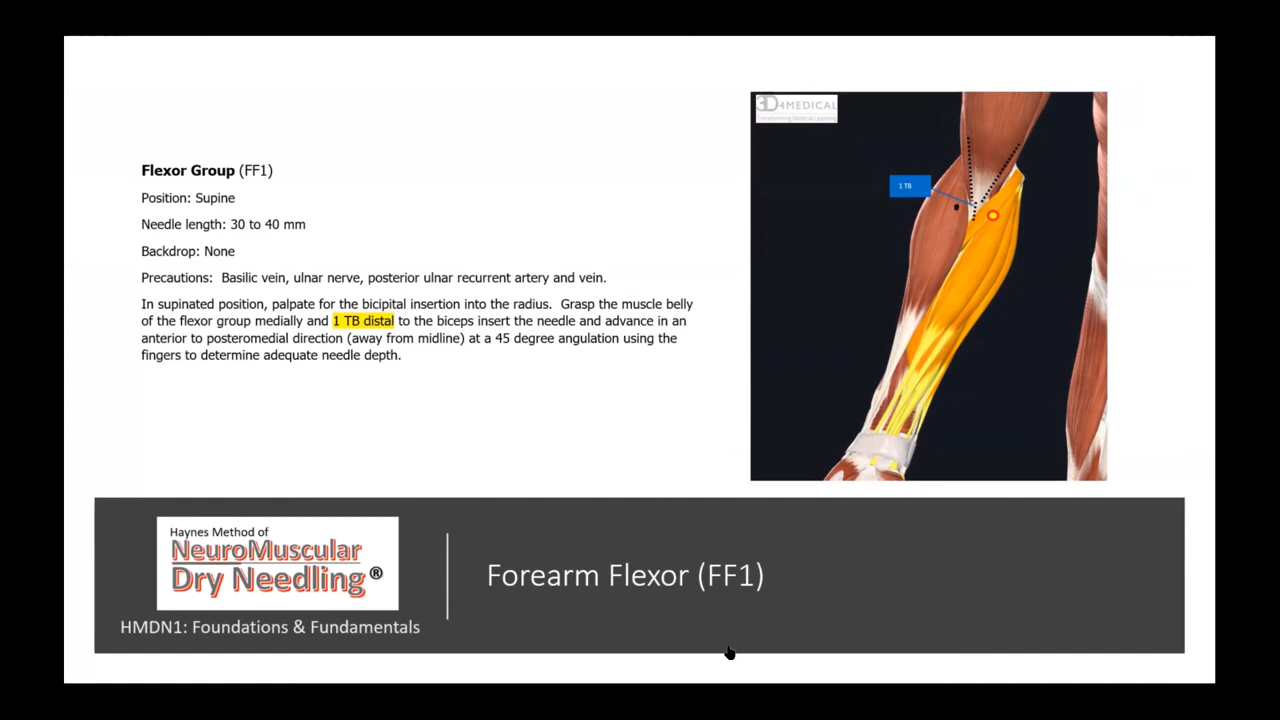 3D4MEDICAL
Flexor Group (FF1)
1 TB
Position: Supine
Needle length: 30 to 40 mm
Backdrop: None
Precautions:  Basilic vein, ulnar nerve, posterior ulnar recurrent artery and vein.
In supinated position, palpate for the bicipital insertion into the radius.  Grasp the muscle belly
of the flexor group medially and 1 TB distal to the biceps insert the needle and advance in an
anterior to posteromedial direction (away from midline) at a 45 degree angulation using the
fingers to determine adequate needle depth.
Haynes Method of
NeuroMuscular
Dry Needling®
HMDN1: Foundations & Fundamentals
Forearm Flexor (FF1)